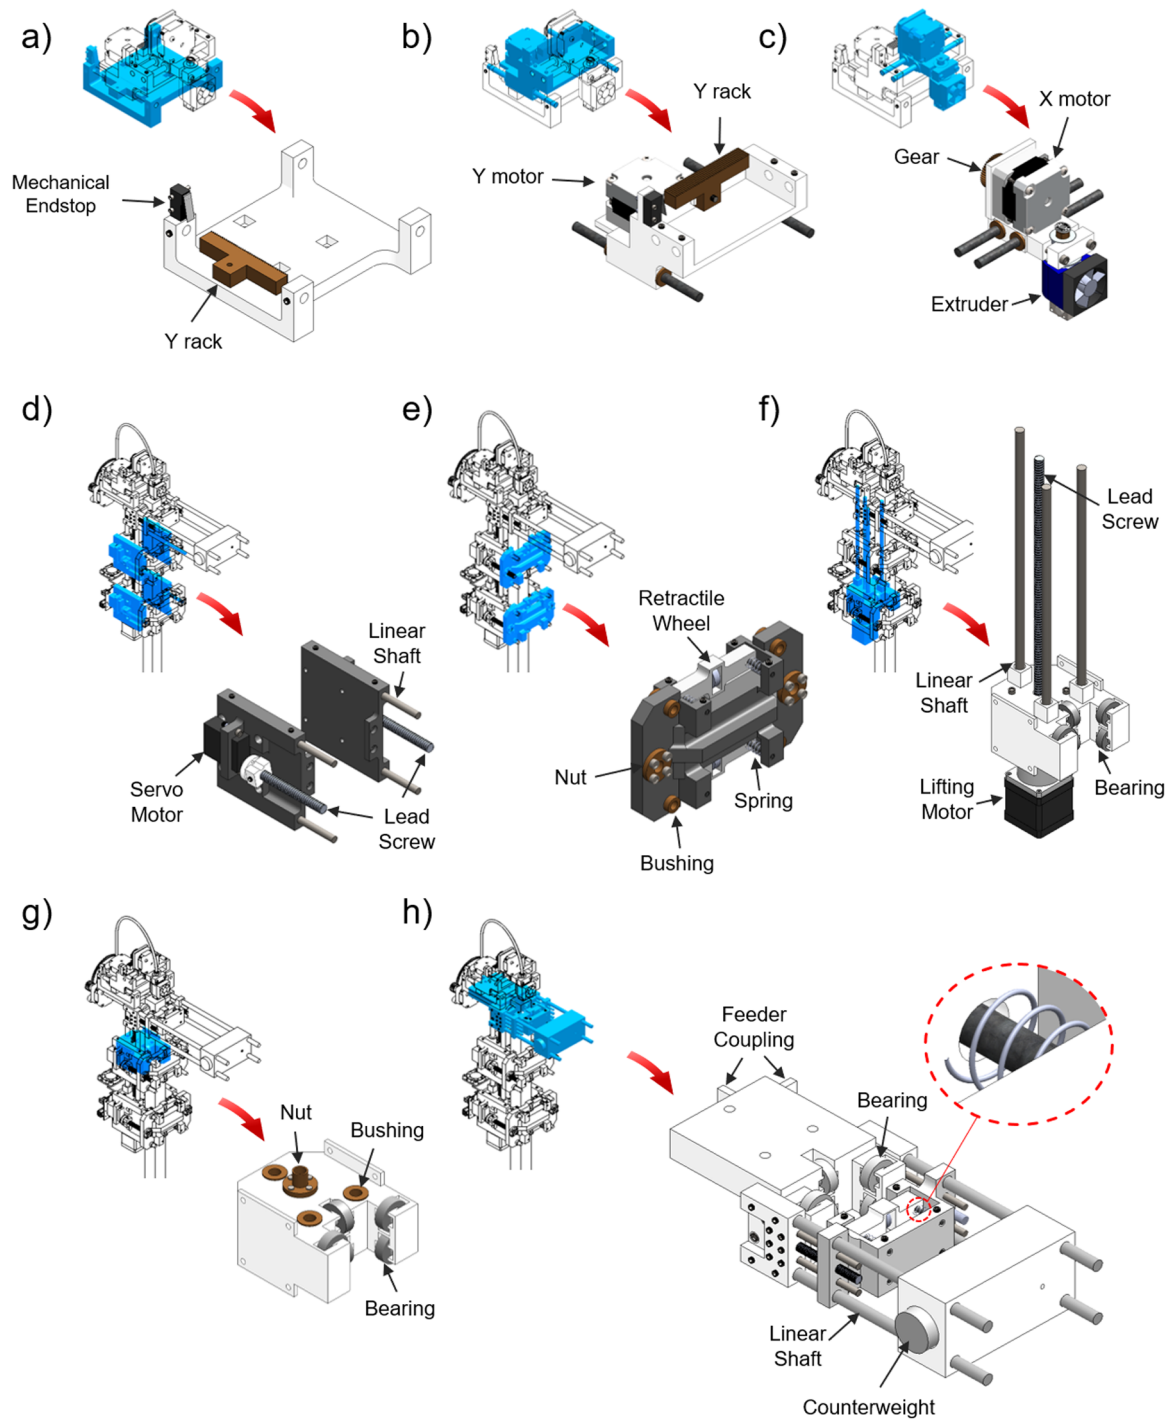 a)
b)
c)
Mechanical
Endstop
Y rack
Y motor
Y rack
X motor
Gear
Extruder
d)
e)
f)
Linear
Shaft
Servo
Motor
Lead
Screw
Retractile
Wheel
Nut
Spring
Bushing
Lead
Screw
Linear
Shaft
Lifting
Motor
Bearing
g)
h)
Nut
Bushing
Bearing
Feeder
Coupling
Bearing
Linear
Shaft
Counterweight